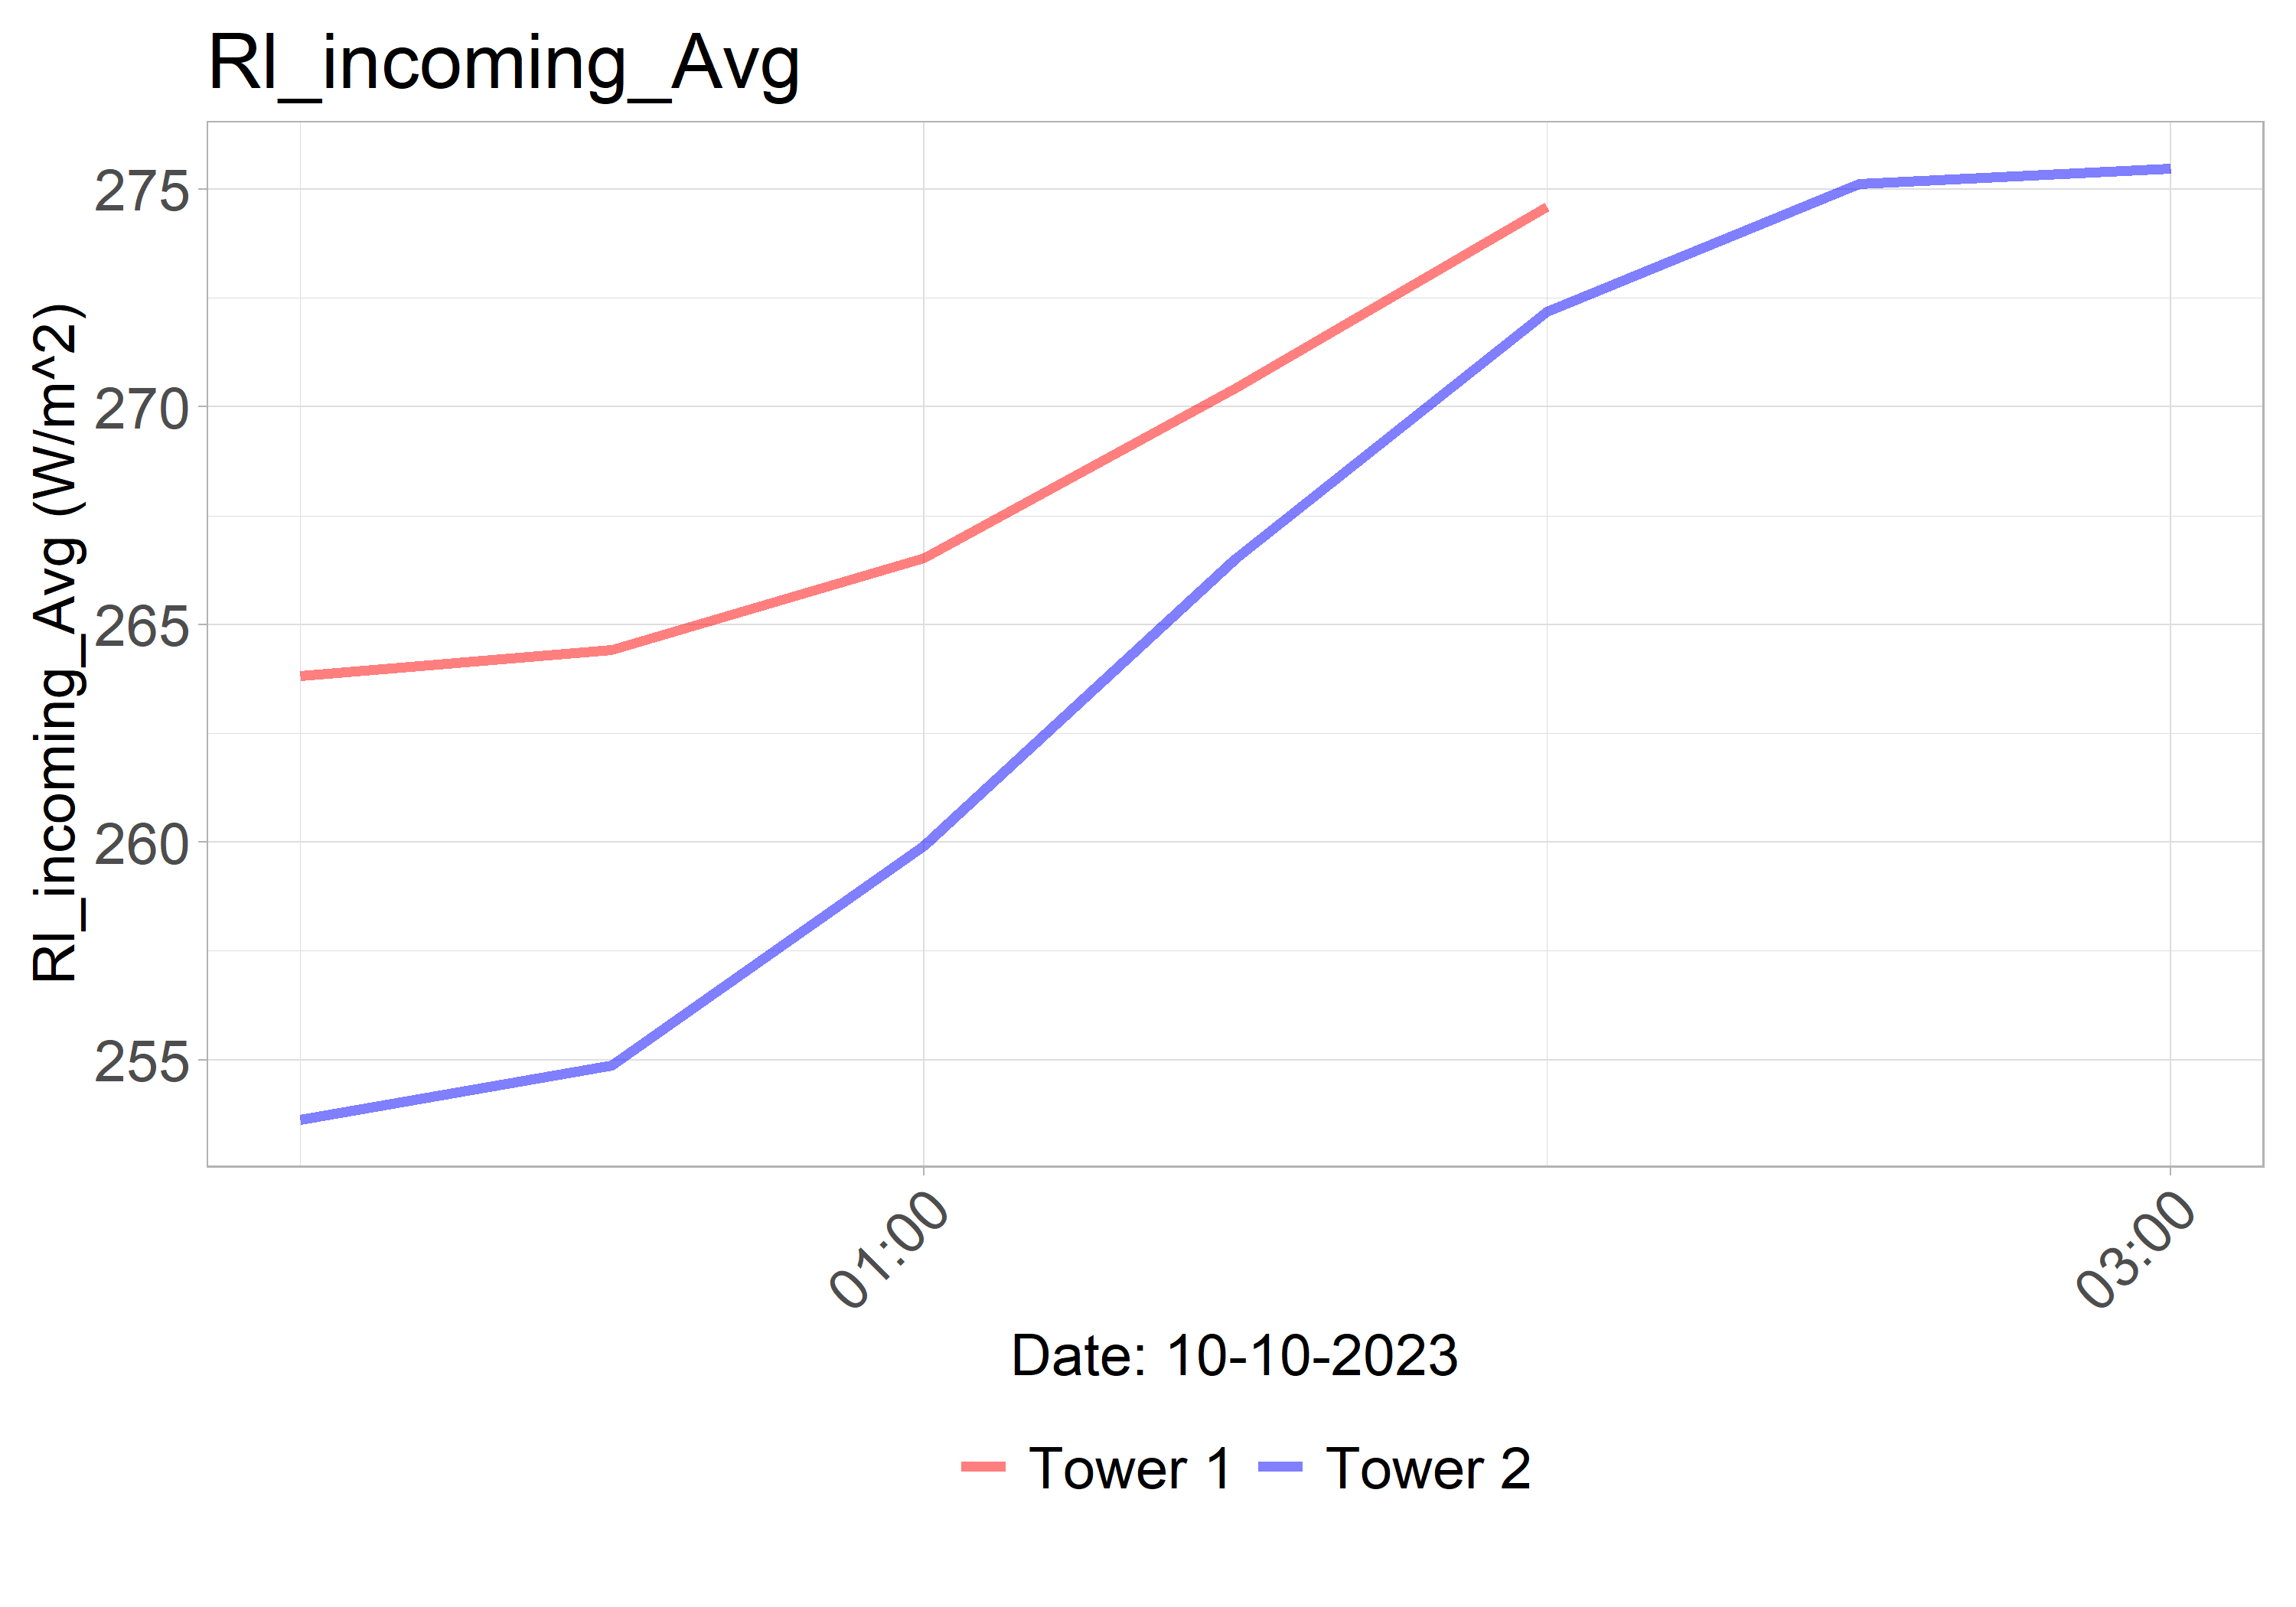 Rl_incoming_Avg
Rl_incoming_Avg (W/m^2)
275
270
265
260
255
01:00
03:00
Date: 10-10-2023
Tower 1
Tower 2